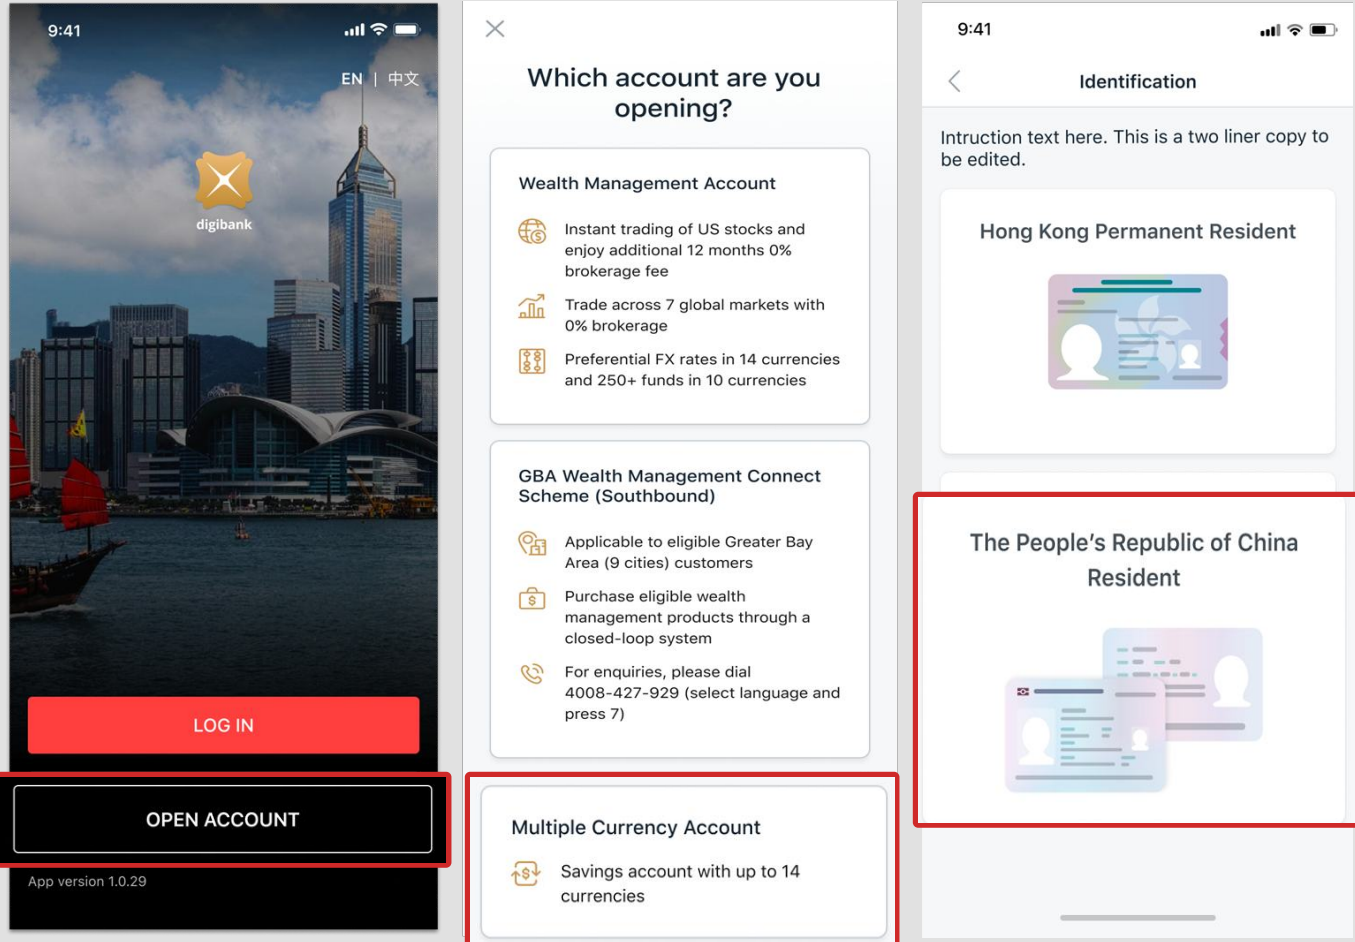 9:41
EN | 中文
digibank
LOG IN
OPEN ACCOUNT
App version 1.0.29
Which account are you
opening?
Wealth Management Account
Instant trading of US stocks and
enjoy additional 12 months 0%
brokerage fee
Trade across 7 global markets with
0% brokerage
Preferential FX rates in 14 currencies
and 250+ funds in 10 currencies
GBA Wealth Management Connect
Scheme (Southbound)
Applicable to eligible Greater Bay
Area (9 cities) customers
Purchase eligible wealth
management products through a
closed-loop system
For enquiries, please dial
4008-427-929 (select language and
press 7)
Multiple Currency Account
Savings account with up to 14
currencies
9:41
Identification
Intruction text here. This is a two liner copy to
be edited.
Hong Kong Permanent Resident
The People's Republic of China
Resident